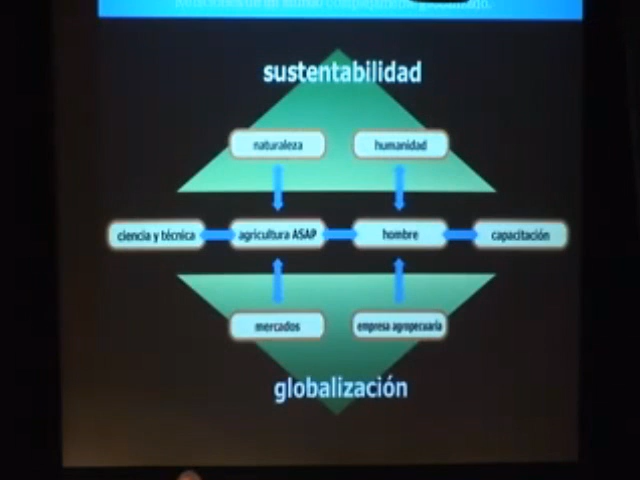 sustentabilidad
naturaleza
humanidad
ciencia y técnica
agricultura ASAP
hombre
capacitación
mercados
empresa agropecuaria
globalización